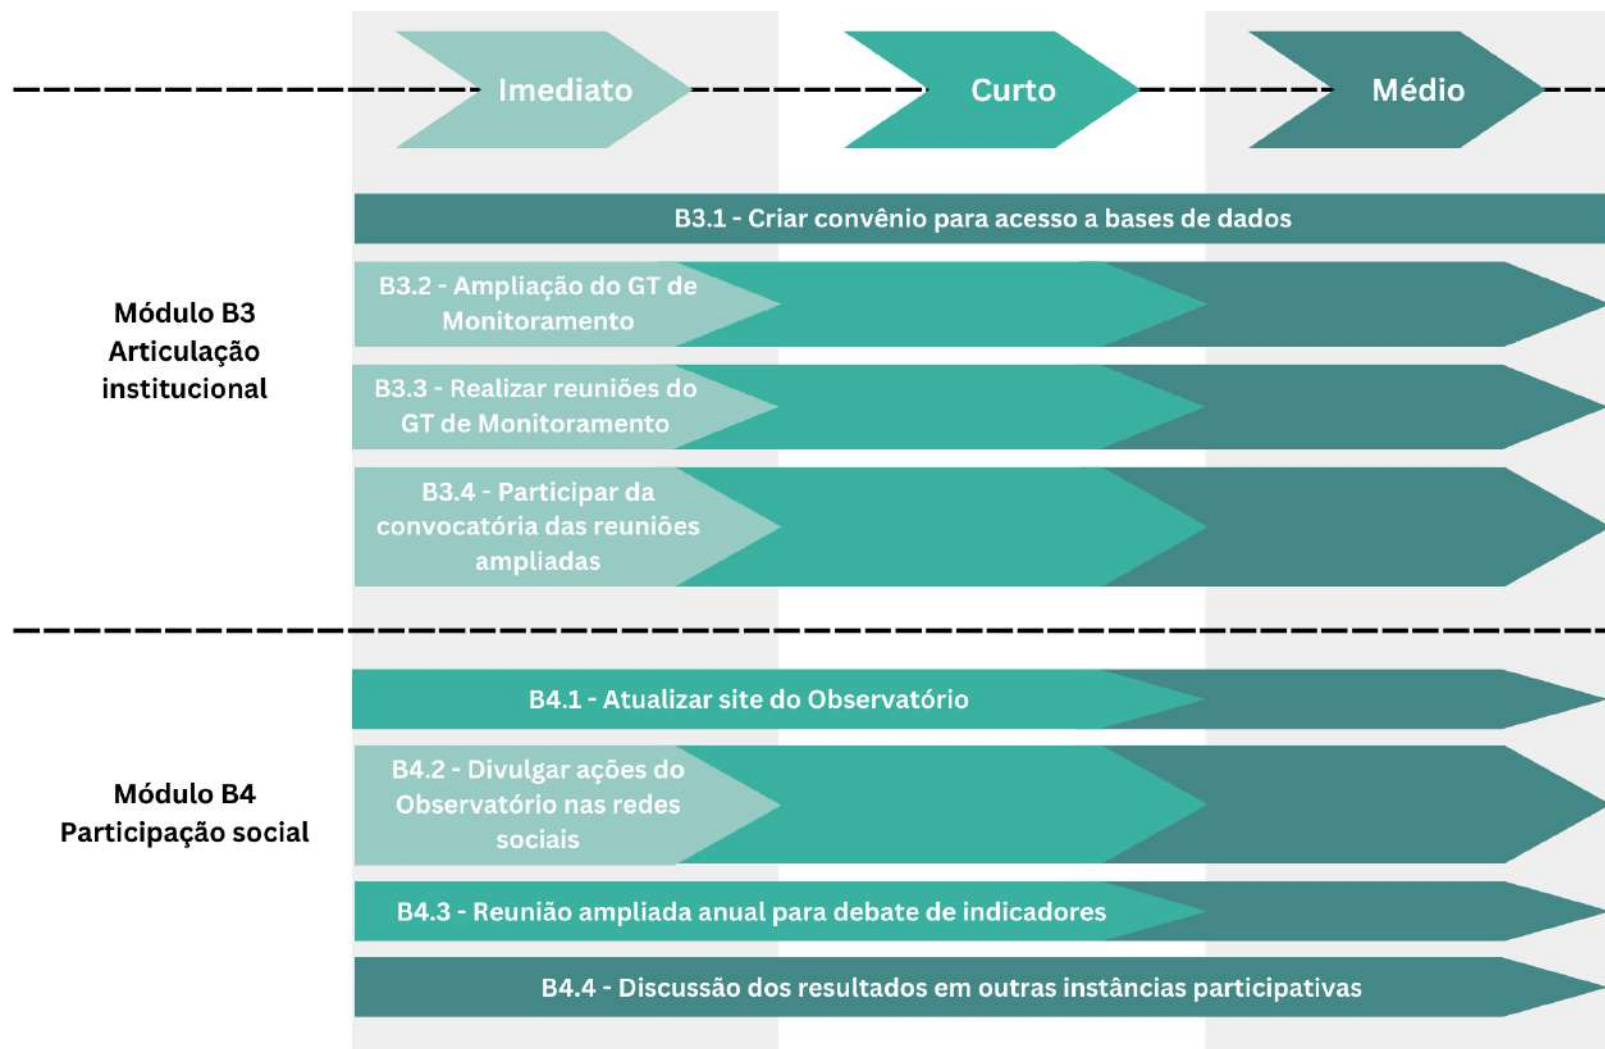 Imediato
Curto
Médio
B3.1 - Criar convênio para acesso a bases de dados
Módulo B3
Articulação
institucional
B3.2 - Ampliação do GT de
Monitoramento
B3.3 - Realizar reuniões do
GT de Monitoramento
B3.4 - Participar da
convocatória das reuniões
ampliadas
Módulo B4
Participação social
B4.1 - Atualizar site do Observatório
B4.2 - Divulgar ações do
Observatório nas redes
sociais
B4.3 - Reunião ampliada anual para debate de indicadores
B4.4 - Discussão dos resultados em outras instâncias participativas